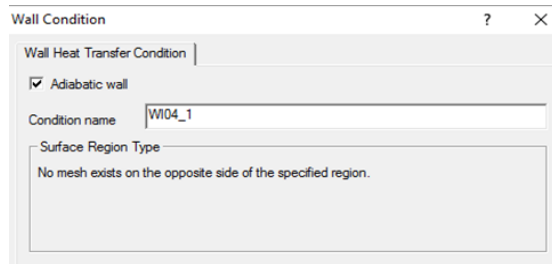 Wall Condition ? ×
Wall Heat Transfer Condition
Adiabatic wall
Condition name WI04_1
Surface Region Type
No mesh exists on the opposite side of the specified region.